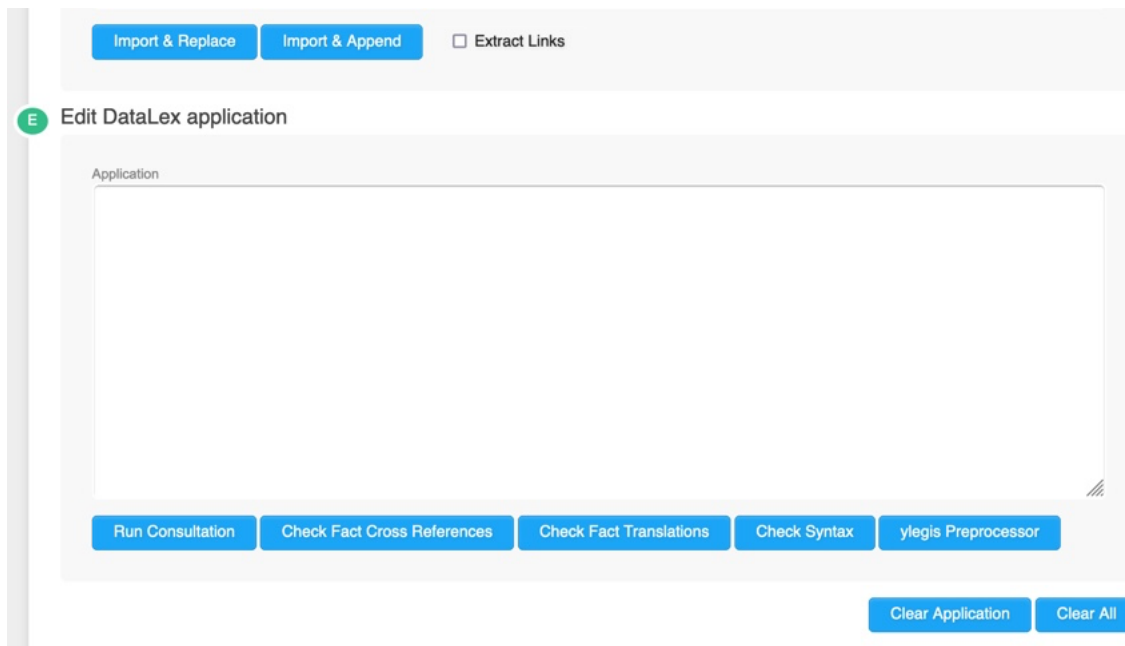 Import & Replace Import & Append Extract Links
E Edit DataLex application
Application
Run Consultation Check Fact Cross References Check Fact Translations Check Syntax ylegis Preprocessor
Clear Application Clear All